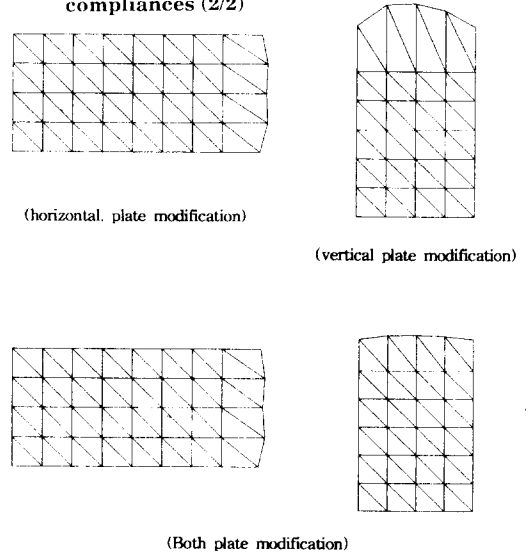 compliances (2/2)
(horizontal. plate modification)
(vertical plate modification)
(Both plate modification)